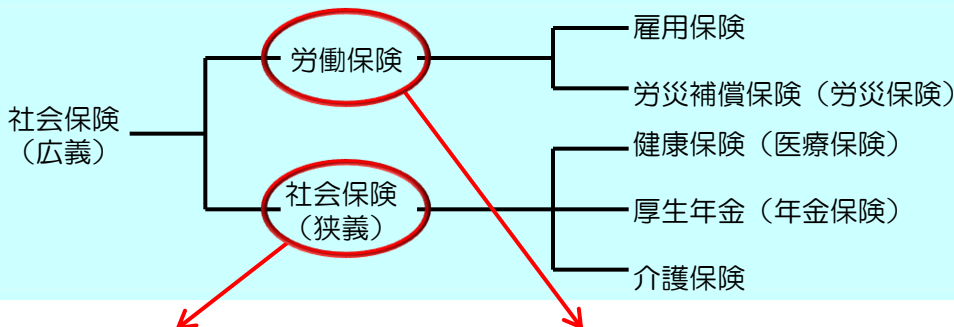 社会保険
（広義）
労働保険
雇用保険
労災補償保険（労災保険）
社会保険
（狭義）
健康保険（医療保険）
厚生年金（年金保険）
介護保険